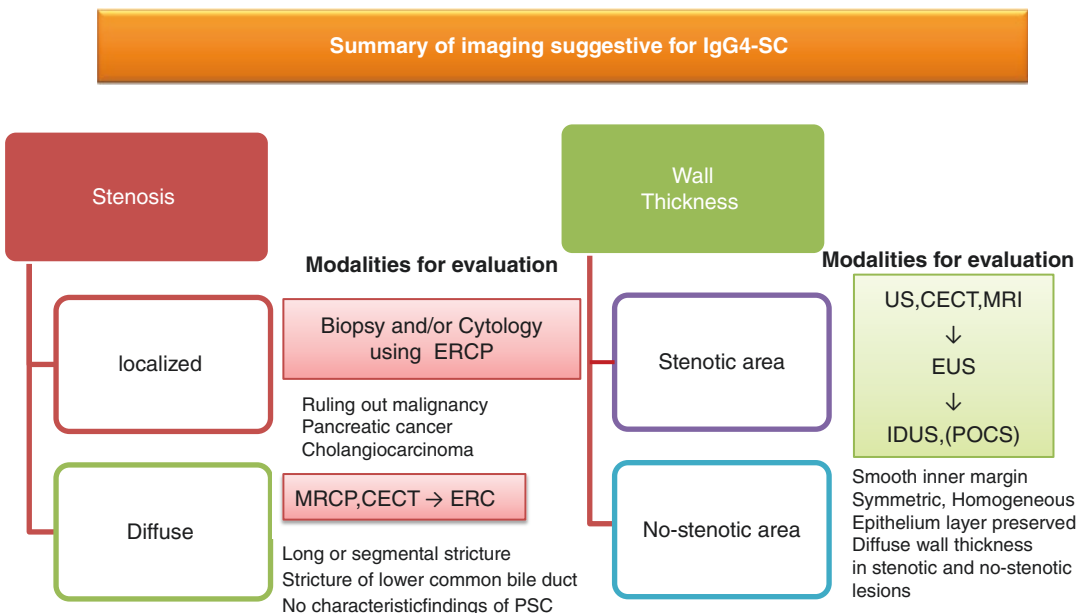 Summary of imaging suggestive for IgG4-SC
Stenosis
Modalities for evaluation
localized
Biopsy and/or Cytology
using ERCP
Ruling out malignancy
Pancreatic cancer
Cholangiocarcinoma
Diffuse
MRCP,CECT → ERC
Long or segmental stricture
Stricture of lower common bile duct
No characteristicfindings of PSC
Wall
Thickness
Modalities for evaluation
Stenotic area
US,CECT,MRI
↓
EUS
↓
IDUS,(POCS)
No-stenotic area
Smooth inner margin
Symmetric, Homogeneous
Epithelium layer preserved
Diffuse wall thickness
in stenotic and no-stenotic
lesions